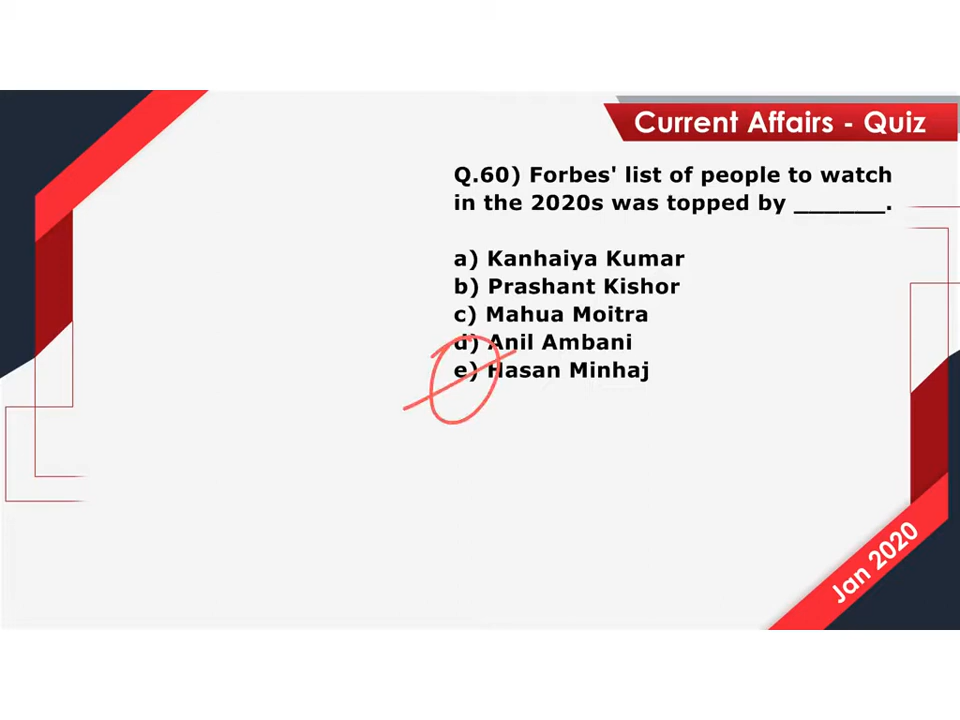 Current Affairs - Quiz
Q.60) Forbes' list of people to watch
in the 2020s was topped by ______.
a) Kanhaiya Kumar
b) Prashant Kishor
c) Mahua Moitra
d) Anil Ambani
e) Hasan Minhaj
Jan 2020